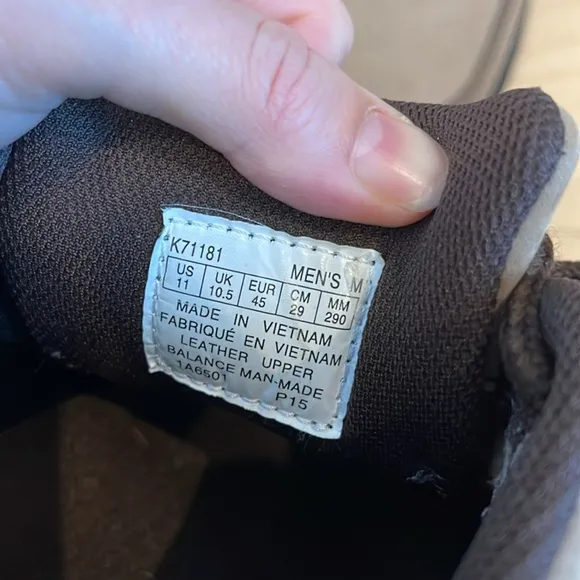 K71181 MEN'S M
US UK EUR CM MM
11 10.5 45 29 290
MADE IN VIETNAM
FABRIQUÉ EN VIETNAM
LEATHER UPPER
BALANCE MAN-MADE
1A6501 P15